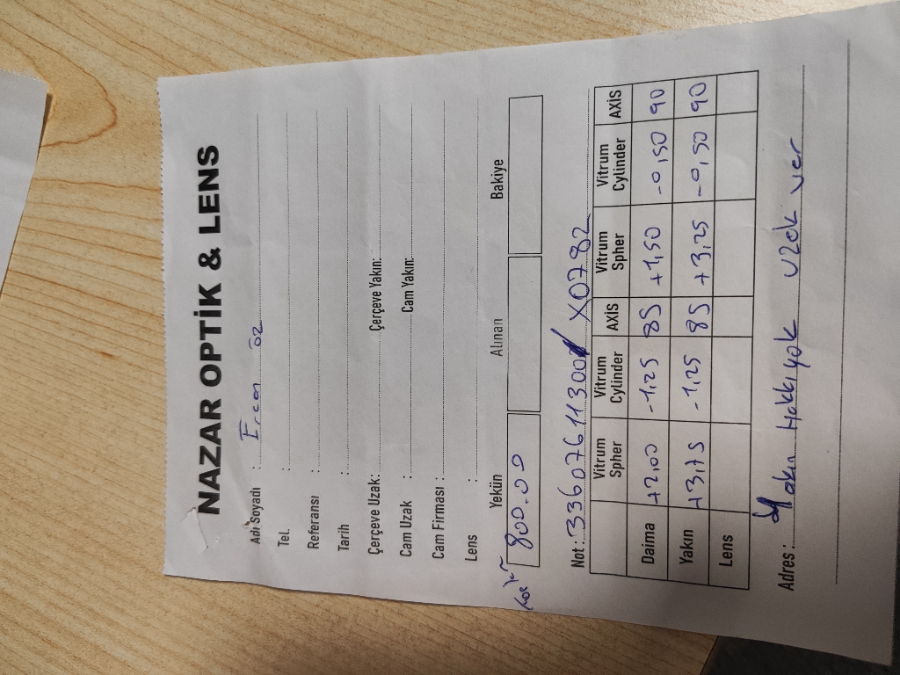 NAZAR OPTİK & LENS
Adı Soyadı : Ercan öz
Tel. :
Referansı :
Tarih :
Çerçeve Uzak: Çerçeve Yakın:
Cam Uzak : Cam Yakın:
Cam Firması :
Lens :
Yekün Alınan Bakiye
800.00
Not : 33607611300 X0782
Vitrum Spher Vitrum Cylinder AXİS Vitrum Spher Vitrum Cylinder AXİS
Daima +2,00 -1,25 85 +1,50 -0,50 90
Yakın +3,75 -1,25 85 +3,25 -0,50 90
Lens
Adres : Yakın Hakkı yok uzak ver